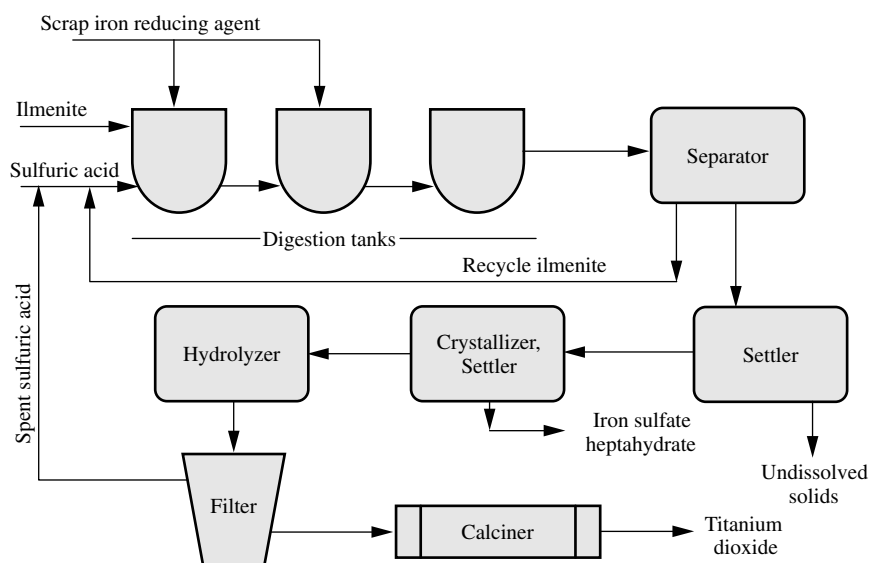 Scrap iron reducing agent
Ilmenite
Sulfuric acid
Separator
Digestion tanks
Recycle ilmenite
Spent sulfuric acid
Hydrolyzer
Crystallizer,
Settler
Settler
Iron sulfate
heptahydrate
Undissolved
solids
Filter
Calciner
Titanium
dioxide